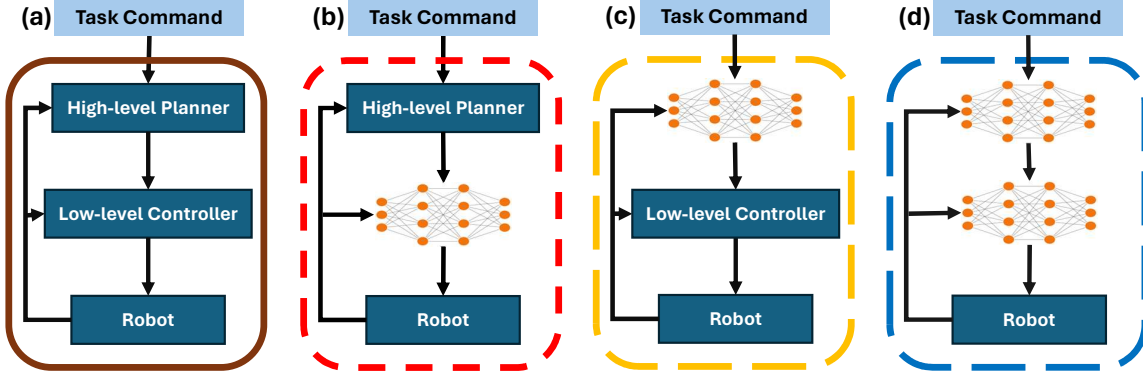 (a) Task Command
High-level Planner
Low-level Controller
Robot
(b) Task Command
High-level Planner
Robot
(c) Task Command
Low-level Controller
Robot
(d) Task Command
Robot